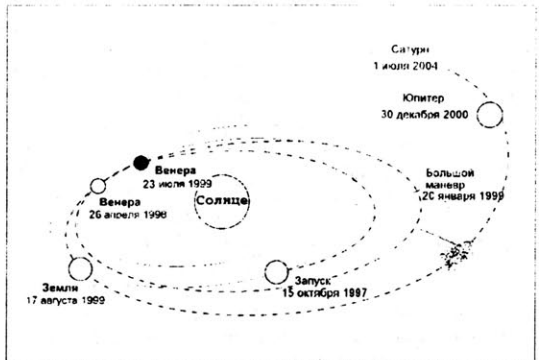 Сатурн
1 июля 2004
Юпитер
30 декабря 2000
Венера
23 июля 1999
Большой
маневр
20 января 1999
Венера
26 апреля 1998
Солнце
Земля
17 августа 1999
Запуск
15 октября 1997